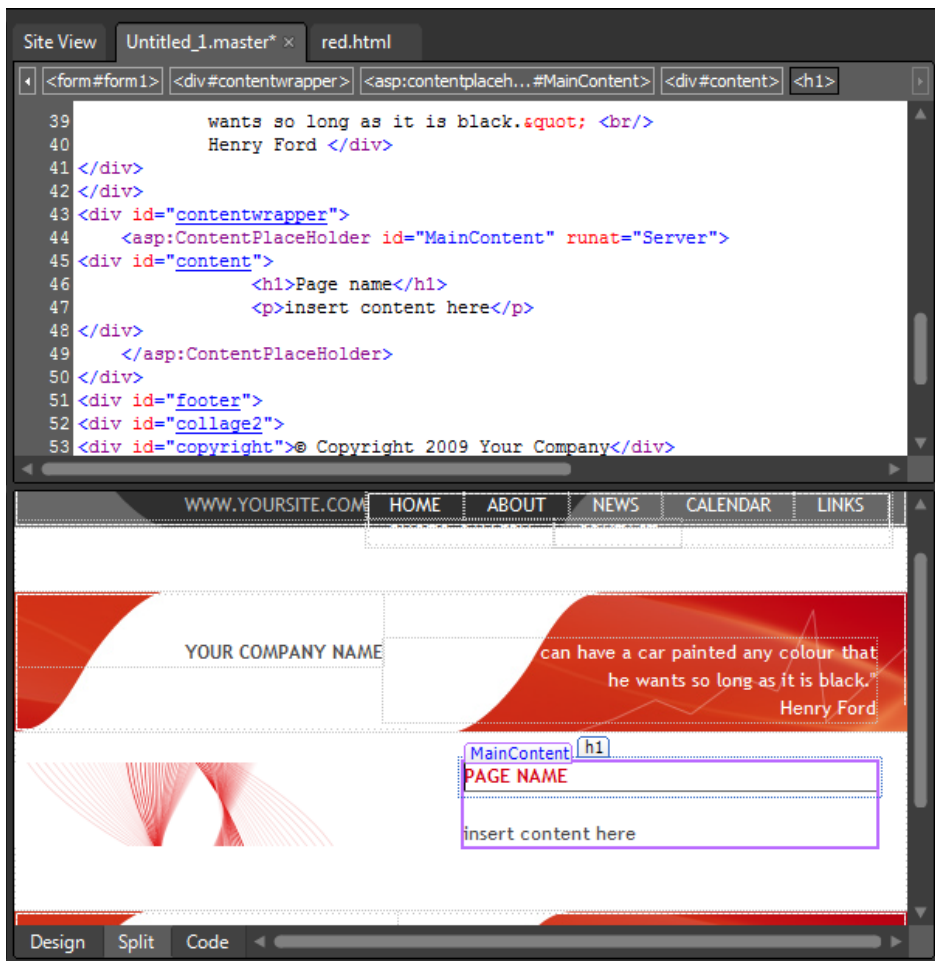 Site View Untitled_1.master* × red.html
<form#form1> <div#contentwrapper> <asp:contentplaceh...#MainContent> <div#content> <h1>
39 wants so long as it is black.&quot; <br/>
40 Henry Ford </div>
41 </div>
42 </div>
43 <div id="contentwrapper">
44 <asp:ContentPlaceHolder id="MainContent" runat="Server">
45 <div id="content">
46 <h1>Page name</h1>
47 <p>insert content here</p>
48 </div>
49 </asp:ContentPlaceHolder>
50 </div>
51 <div id="footer">
52 <div id="collage2">
53 <div id="copyright">© Copyright 2009 Your Company</div>
WWW.YOURSITE.COM HOME ABOUT NEWS CALENDAR LINKS
YOUR COMPANY NAME
can have a car painted any colour that
he wants so long as it is black."
Henry Ford
MainContent h1
PAGE NAME
insert content here
Design Split Code